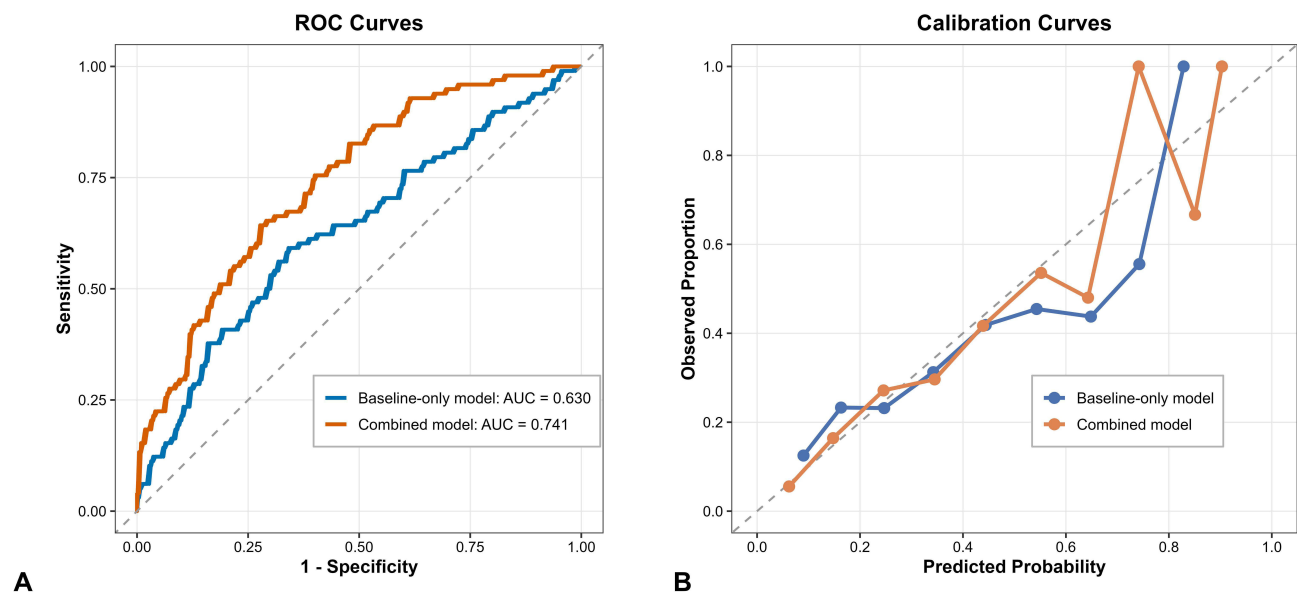 ROC Curves
1.00
0.75
0.50
0.25
0.00
Sensitivity
Baseline-only model: AUC = 0.630
Combined model: AUC = 0.741
0.00 0.25 0.50 0.75 1.00
1 - Specificity
A
Calibration Curves
1.0
0.8
0.6
0.4
0.2
0.0
Observed Proportion
Baseline-only model
Combined model
0.0 0.2 0.4 0.6 0.8 1.0
Predicted Probability
B